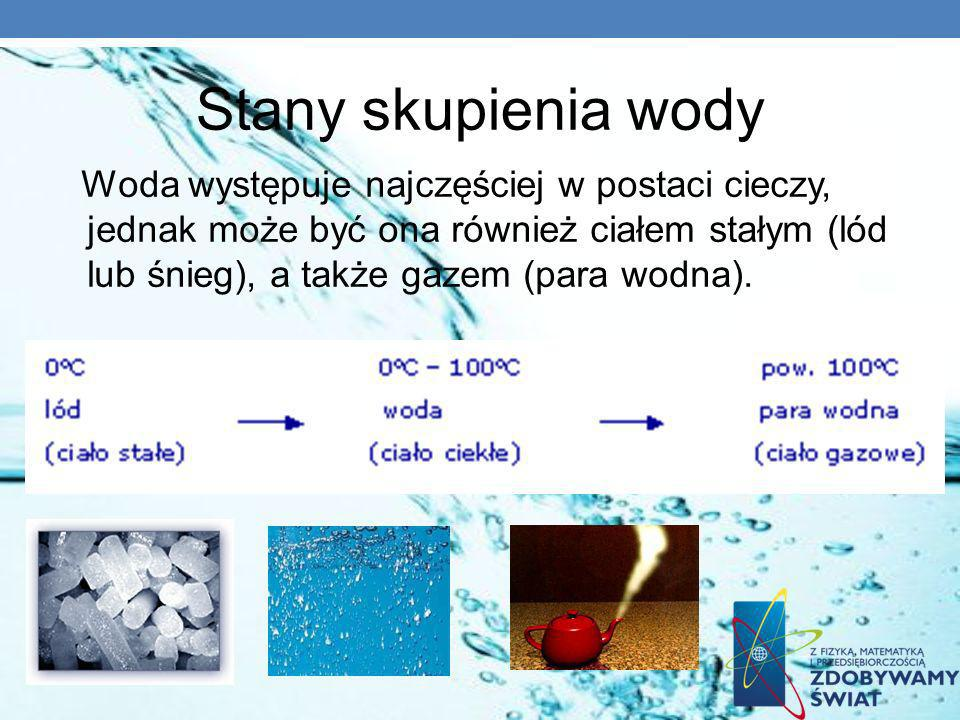 Stany skupienia wody
Woda występuje najczęściej w postaci cieczy,
jednak może być ona również ciałem stałym (lód
lub śnieg), a także gazem (para wodna).
0ºC 0ºC – 100ºC pow. 100ºC
lód woda para wodna
(ciało stałe) (ciało ciekłe) (ciało gazowe)
Z FIZYKĄ, MATEMATYKĄ
I PRZEDSIĘBIORCZOŚCIĄ
ZDOBYWAMY
ŚWIAT